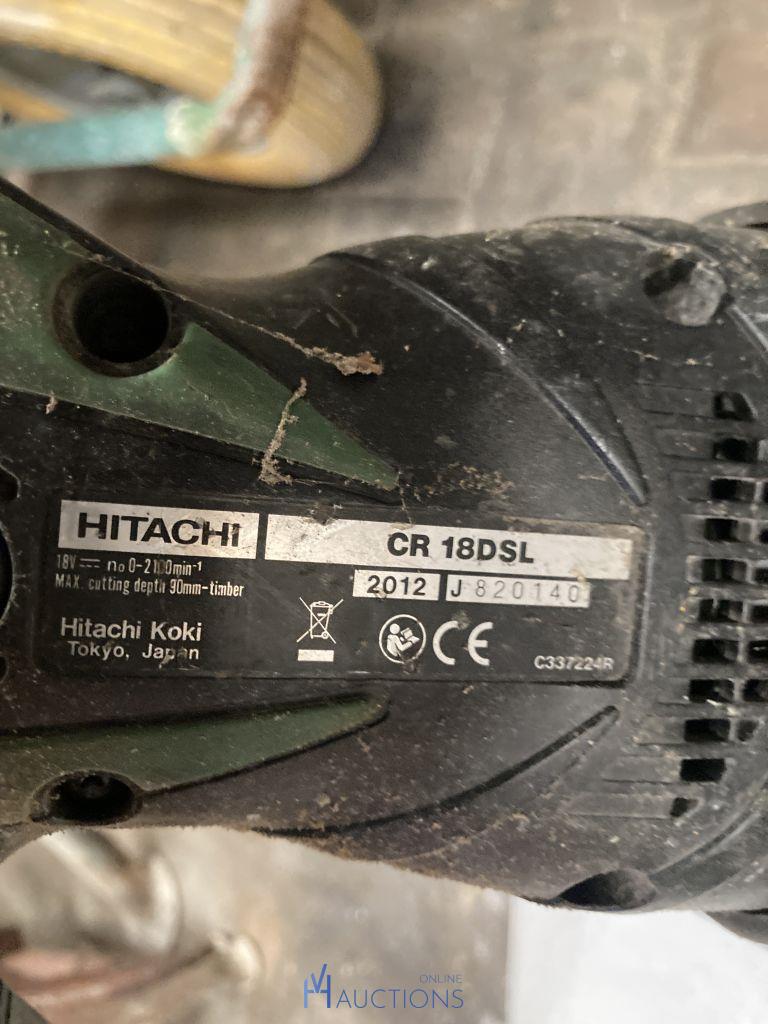 HITACHI
CR 18DSL
18V n₀ 0-2100min⁻¹
MAX. cutting depth 90mm-timber
2012 J 820140
Hitachi Koki
Tokyo, Japan
CE
C337224R
HV ONLINE
AUCTIONS